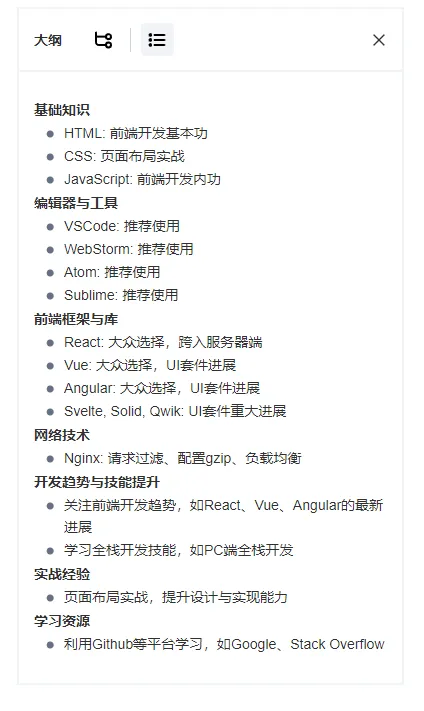 大纲
基础知识
HTML: 前端开发基本功
CSS: 页面布局实战
JavaScript: 前端开发内功
编辑器与工具
VSCode: 推荐使用
WebStorm: 推荐使用
Atom: 推荐使用
Sublime: 推荐使用
前端框架与库
React: 大众选择，跨入服务器端
Vue: 大众选择，UI套件进展
Angular: 大众选择，UI套件进展
Svelte, Solid, Qwik: UI套件重大进展
网络技术
Nginx: 请求过滤、配置gzip、负载均衡
开发趋势与技能提升
关注前端开发趋势，如React、Vue、Angular的最新
进展
学习全栈开发技能，如PC端全栈开发
实战经验
页面布局实战，提升设计与实现能力
学习资源
利用Github等平台学习，如Google、Stack Overflow